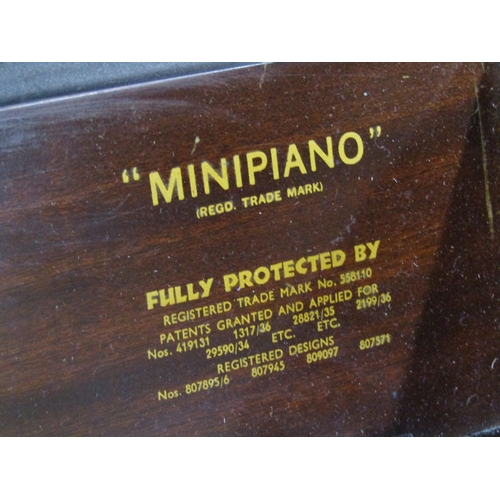 "MINIPIANO"
(REGD. TRADE MARK)
FULLY PROTECTED BY
REGISTERED TRADE MARK No. 558110
PATENTS GRANTED AND APPLIED FOR
Nos. 419131 1317/36 28821/35 2199/36
29590/34 ETC. ETC.
REGISTERED DESIGNS
Nos. 807895/6 807945 809097 807571